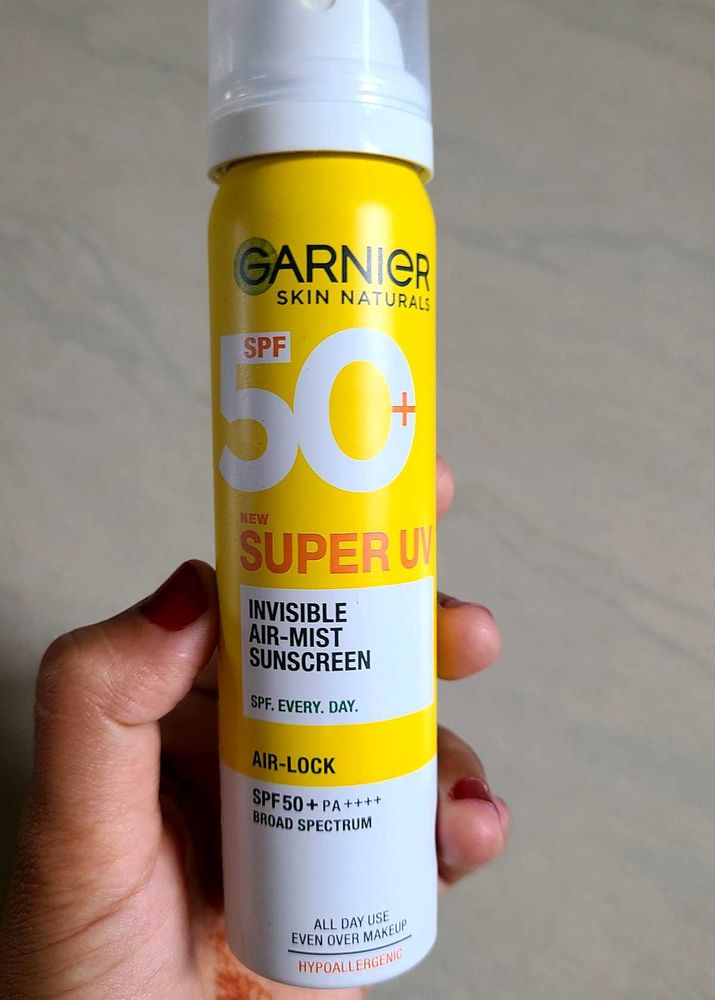 GARNIER
SKIN NATURALS
SPF
50+
NEW
SUPER UV
INVISIBLE
AIR-MIST
SUNSCREEN
SPF. EVERY. DAY.
AIR-LOCK
SPF50+ PA++++
BROAD SPECTRUM
ALL DAY USE
EVEN OVER MAKEUP
HYPOALLERGENIC